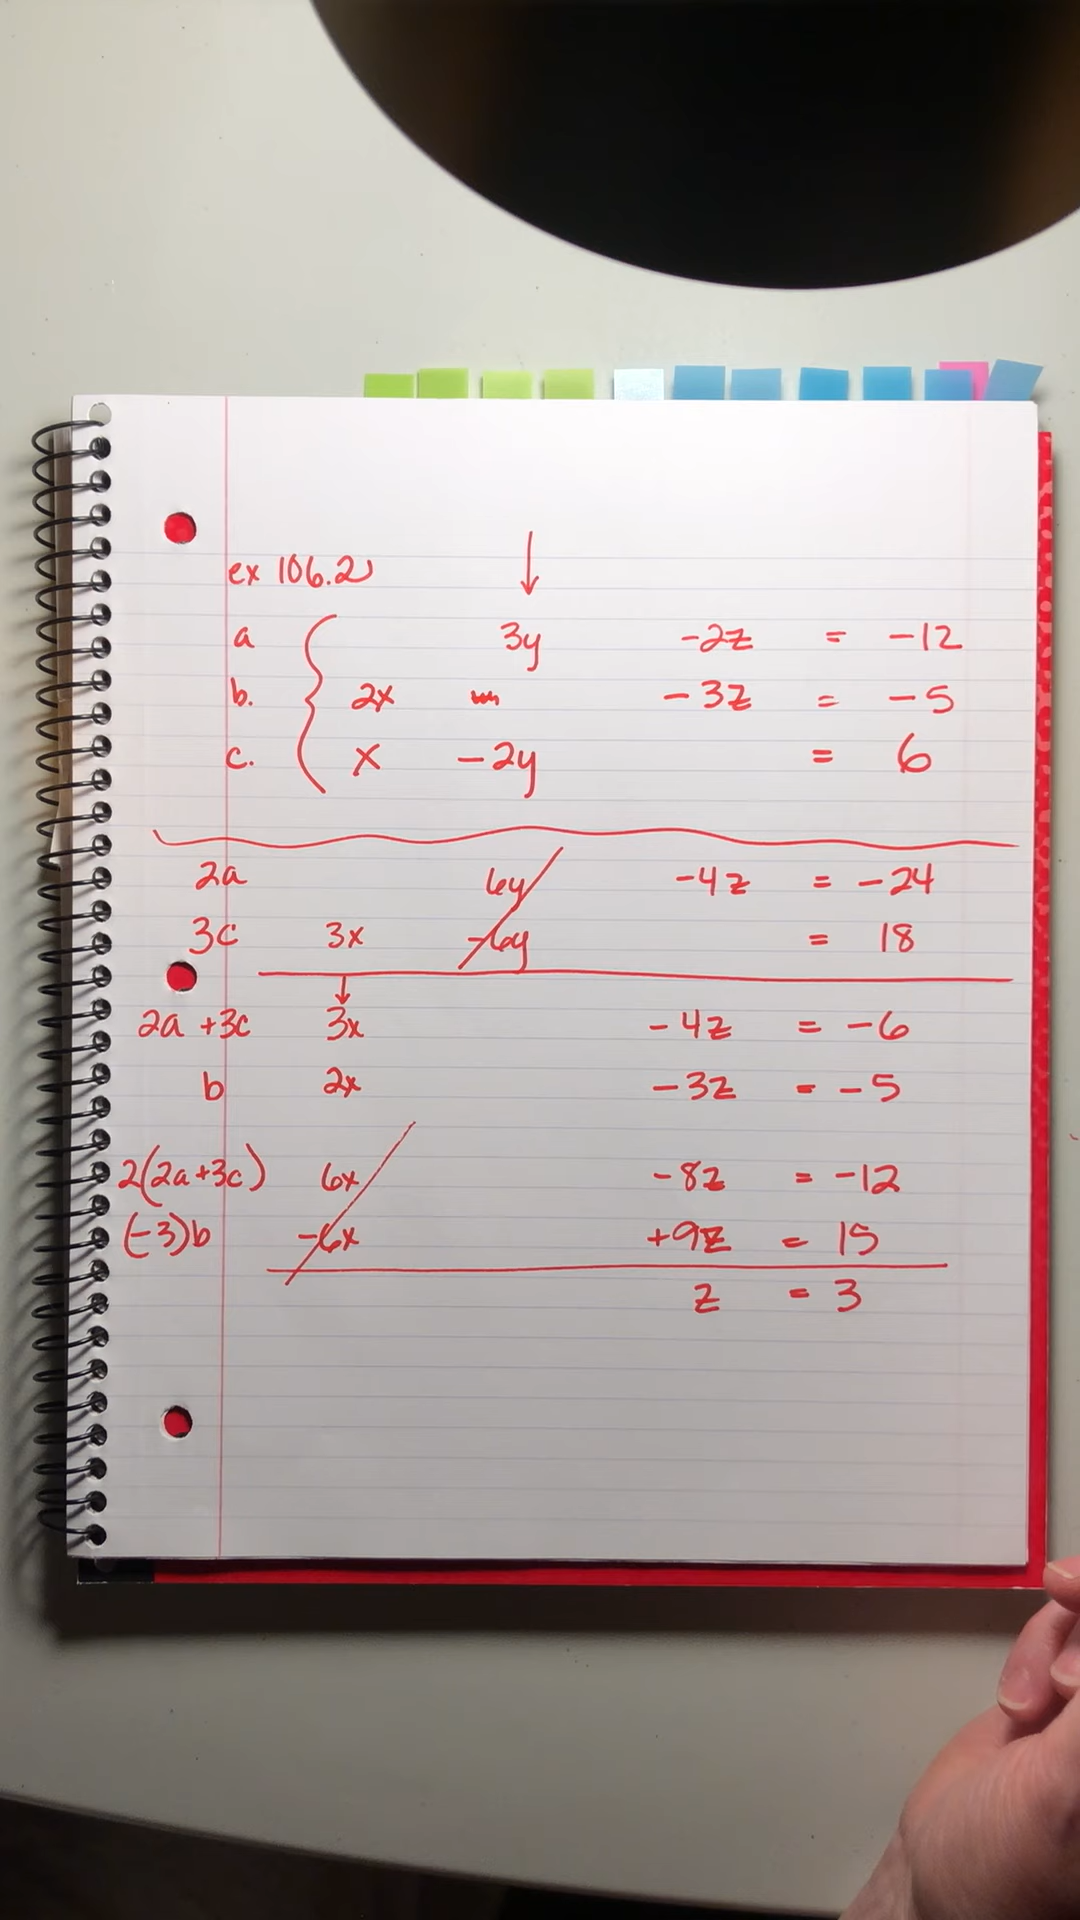 ex 106.2
a 3y -2z = -12
b. 2x -3z = -5
c. x -2y = 6
2a 6y -4z = -24
3c 3x -6y = 18
2a +3c 3x -4z = -6
b 2x -3z = -5
2(2a+3c) 6x -8z = -12
(-3)b -6x +9z = 15
z = 3